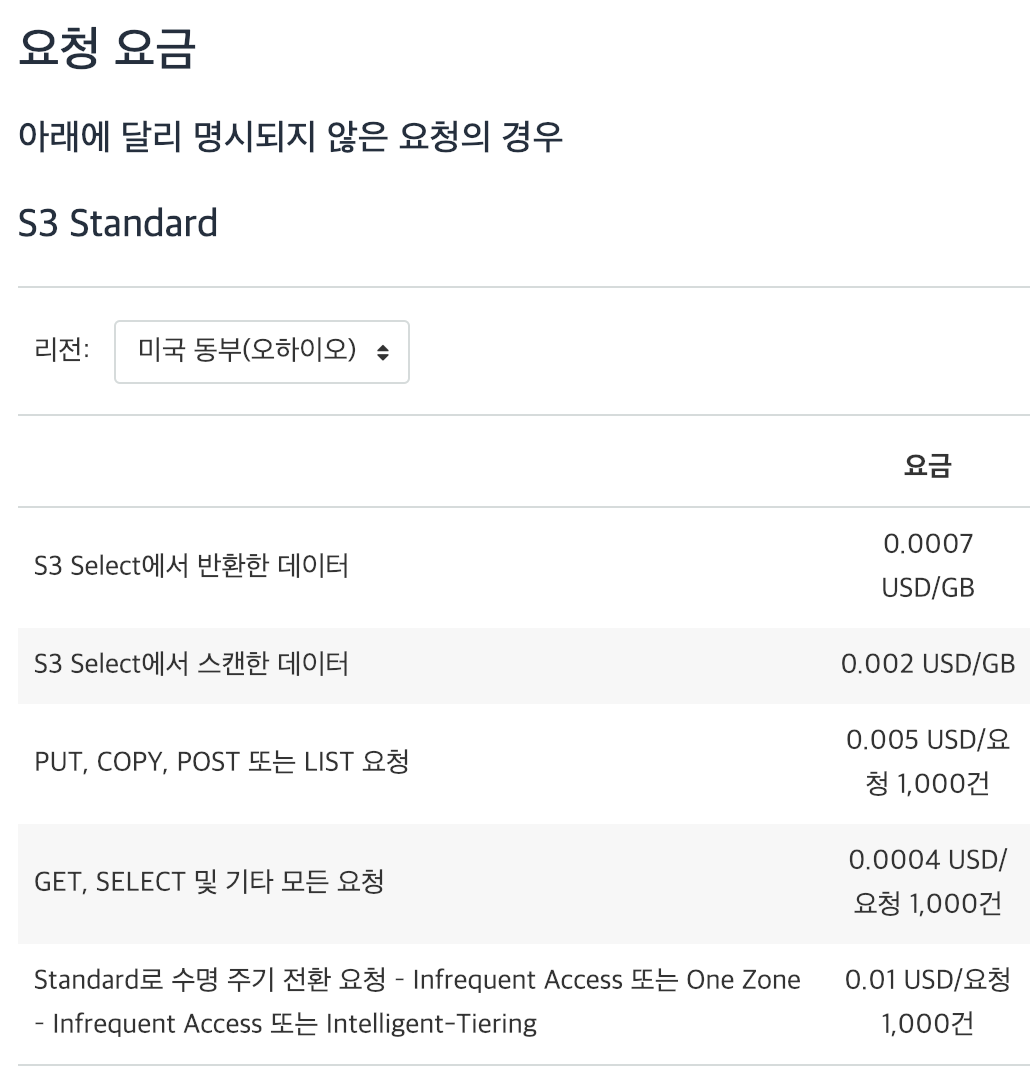 요청 요금
아래에 달리 명시되지 않은 요청의 경우
S3 Standard
리전: 미국 동부(오하이오)
요금
S3 Select에서 반환한 데이터
0.0007
USD/GB
S3 Select에서 스캔한 데이터
0.002 USD/GB
PUT, COPY, POST 또는 LIST 요청
0.005 USD/요
청 1,000건
GET, SELECT 및 기타 모든 요청
0.0004 USD/
요청 1,000건
Standard로 수명 주기 전환 요청 - Infrequent Access 또는 One Zone
- Infrequent Access 또는 Intelligent-Tiering
0.01 USD/요청
1,000건